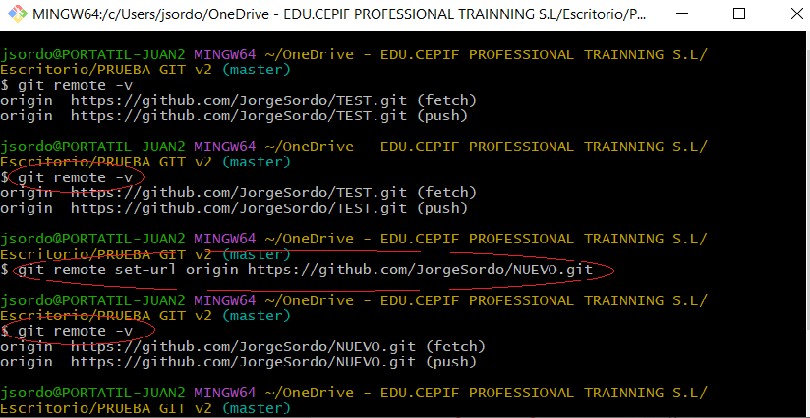 MINGW64:/c/Users/jsordo/OneDrive - EDU.CEPIF PROFESSIONAL TRAINNING S.L/Escritorio/P...
jsordo@PORTATIL-JUAN2 MINGW64 ~/OneDrive - EDU.CEPIF PROFESSIONAL TRAINNING S.L/
Escritorio/PRUEBA GIT v2 (master)
$ git remote -v
origin  https://github.com/JorgeSordo/TEST.git (fetch)
origin  https://github.com/JorgeSordo/TEST.git (push)
jsordo@PORTATIL-JUAN2 MINGW64 ~/OneDrive - EDU.CEPIF PROFESSIONAL TRAINNING S.L/
Escritorio/PRUEBA GIT v2 (master)
$ git remote -v
origin  https://github.com/JorgeSordo/TEST.git (fetch)
origin  https://github.com/JorgeSordo/TEST.git (push)
jsordo@PORTATIL-JUAN2 MINGW64 ~/OneDrive - EDU.CEPIF PROFESSIONAL TRAINNING S.L/
Escritorio/PRUEBA GIT v2 (master)
$ git remote set-url origin https://github.com/JorgeSordo/NUEVO.git
jsordo@PORTATIL-JUAN2 MINGW64 ~/OneDrive - EDU.CEPIF PROFESSIONAL TRAINNING S.L/
Escritorio/PRUEBA GIT v2 (master)
$ git remote -v
origin  https://github.com/JorgeSordo/NUEVO.git (fetch)
origin  https://github.com/JorgeSordo/NUEVO.git (push)
jsordo@PORTATIL-JUAN2 MINGW64 ~/OneDrive - EDU.CEPIF PROFESSIONAL TRAINNING S.L/
Escritorio/PRUEBA GIT v2 (master)